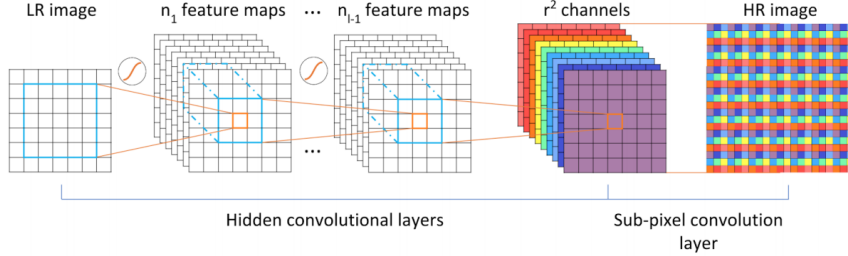 LR image
n1 feature maps
...
nl-1 feature maps
r² channels
HR image
...
Hidden convolutional layers
Sub-pixel convolution
layer